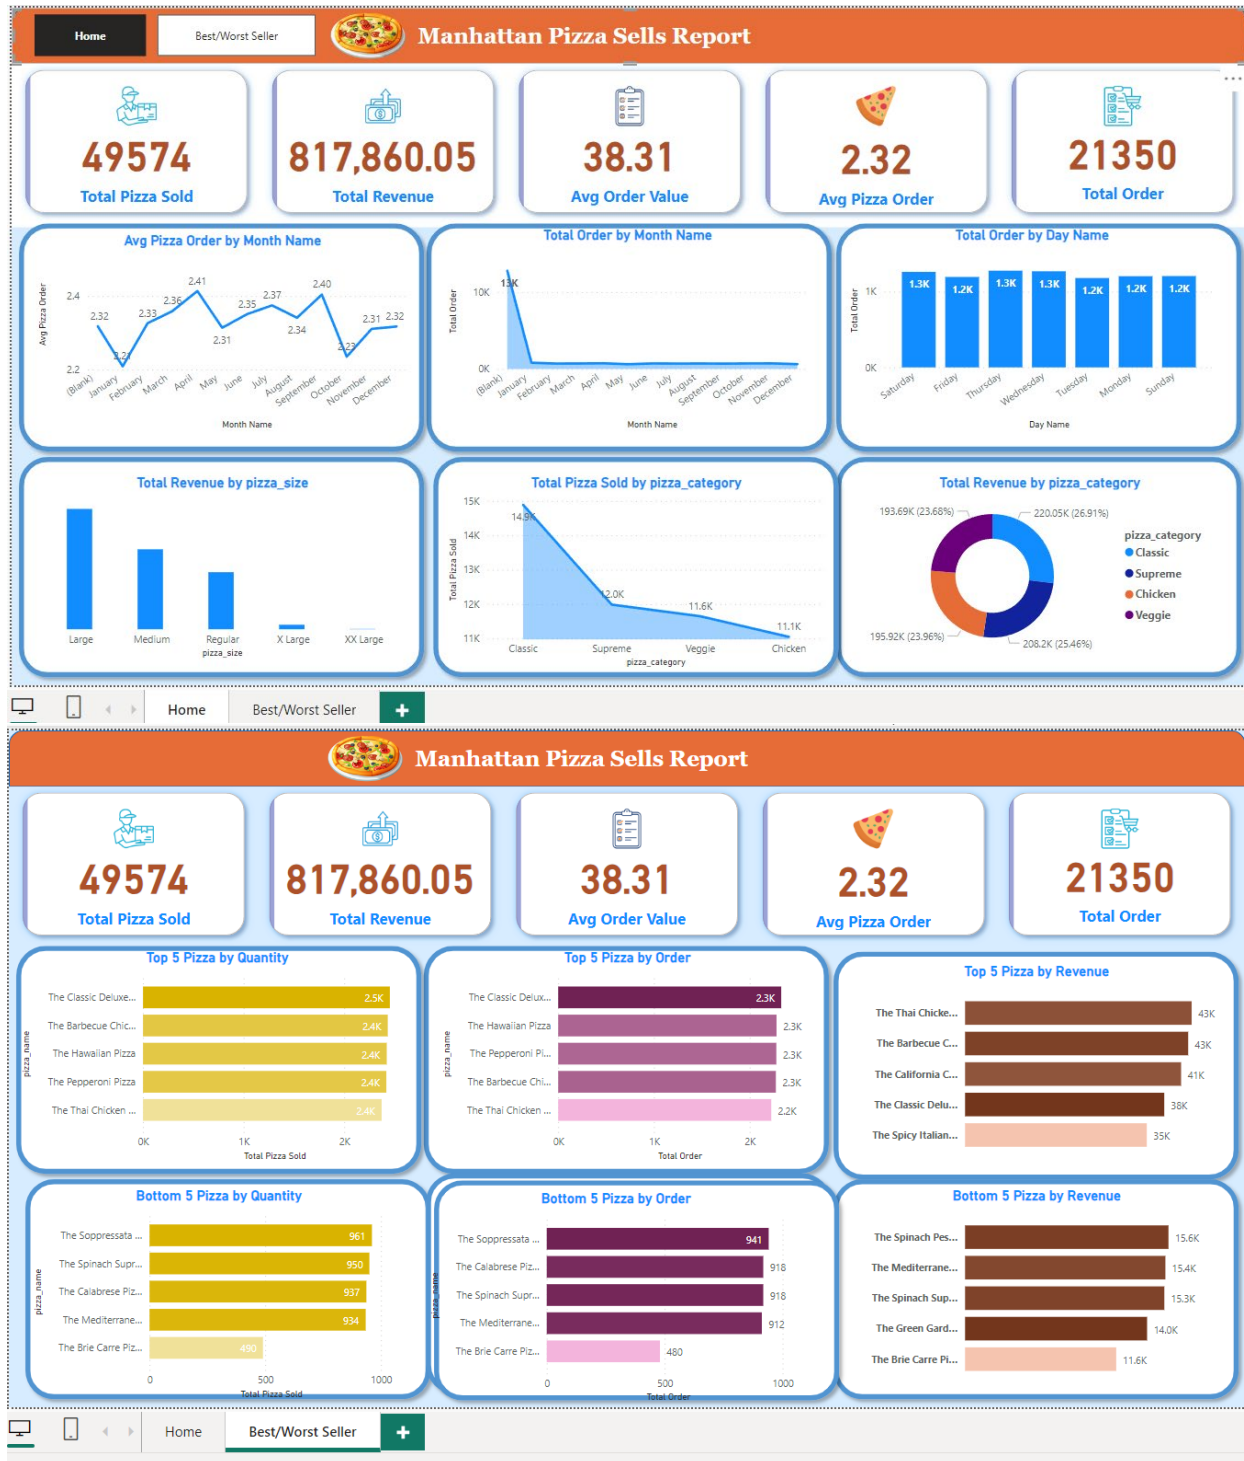 Home
Best/Worst Seller
Manhattan Pizza Sells Report
49574
Total Pizza Sold
817,860.05
Total Revenue
38.31
Avg Order Value
2.32
Avg Pizza Order
21350
Total Order
Avg Pizza Order by Month Name
Avg Pizza Order
2.4
2.2
2.32
2.21
2.33
2.36
2.41
2.31
2.35
2.37
2.34
2.40
2.23
2.31
2.32
(Blank)
January
February
March
April
May
June
July
August
September
October
November
December
Month Name
Total Order by Month Name
Total Order
10K
0K
13K
(Blank)
January
February
March
April
May
June
July
August
September
October
November
December
Month Name
Total Order by Day Name
Total Order
1K
0K
1.3K
1.2K
1.3K
1.3K
1.2K
1.2K
1.2K
Saturday
Friday
Thursday
Wednesday
Tuesday
Monday
Sunday
Day Name
Total Revenue by pizza_size
Large
Medium
Regular
X Large
XX Large
pizza_size
Total Pizza Sold by pizza_category
Total Pizza Sold
15K
14K
13K
12K
11K
14.9K
12.0K
11.6K
11.1K
Classic
Supreme
Veggie
Chicken
pizza_category
Total Revenue by pizza_category
193.69K (23.68%)
220.05K (26.91%)
195.92K (23.96%)
208.2K (25.46%)
pizza_category
Classic
Supreme
Chicken
Veggie
Home
Best/Worst Seller
+
Manhattan Pizza Sells Report
49574
Total Pizza Sold
817,860.05
Total Revenue
38.31
Avg Order Value
2.32
Avg Pizza Order
21350
Total Order
Top 5 Pizza by Quantity
pizza_name
The Classic Deluxe...
2.5K
The Barbecue Chic...
2.4K
The Hawaiian Pizza
2.4K
The Pepperoni Pizza
2.4K
The Thai Chicken ...
2.4K
0K
1K
2K
Total Pizza Sold
Top 5 Pizza by Order
pizza_name
The Classic Delux...
2.3K
The Hawaiian Pizza
2.3K
The Pepperoni Pi...
2.3K
The Barbecue Chi...
2.3K
The Thai Chicken ...
2.2K
0K
1K
2K
Total Order
Top 5 Pizza by Revenue
The Thai Chicke...
43K
The Barbecue C...
43K
The California C...
41K
The Classic Delu...
38K
The Spicy Italian...
35K
Bottom 5 Pizza by Quantity
pizza_name
The Soppressata ...
961
The Spinach Supr...
950
The Calabrese Piz...
937
The Mediterrane...
934
The Brie Carre Piz...
490
0
500
1000
Total Pizza Sold
Bottom 5 Pizza by Order
pizza_name
The Soppressata ...
941
The Calabrese Piz...
918
The Spinach Supr...
918
The Mediterrane...
912
The Brie Carre Piz...
480
0
500
1000
Total Order
Bottom 5 Pizza by Revenue
The Spinach Pes...
15.6K
The Mediterrane...
15.4K
The Spinach Sup...
15.3K
The Green Gard...
14.0K
The Brie Carre Pi...
11.6K
Home
Best/Worst Seller
+